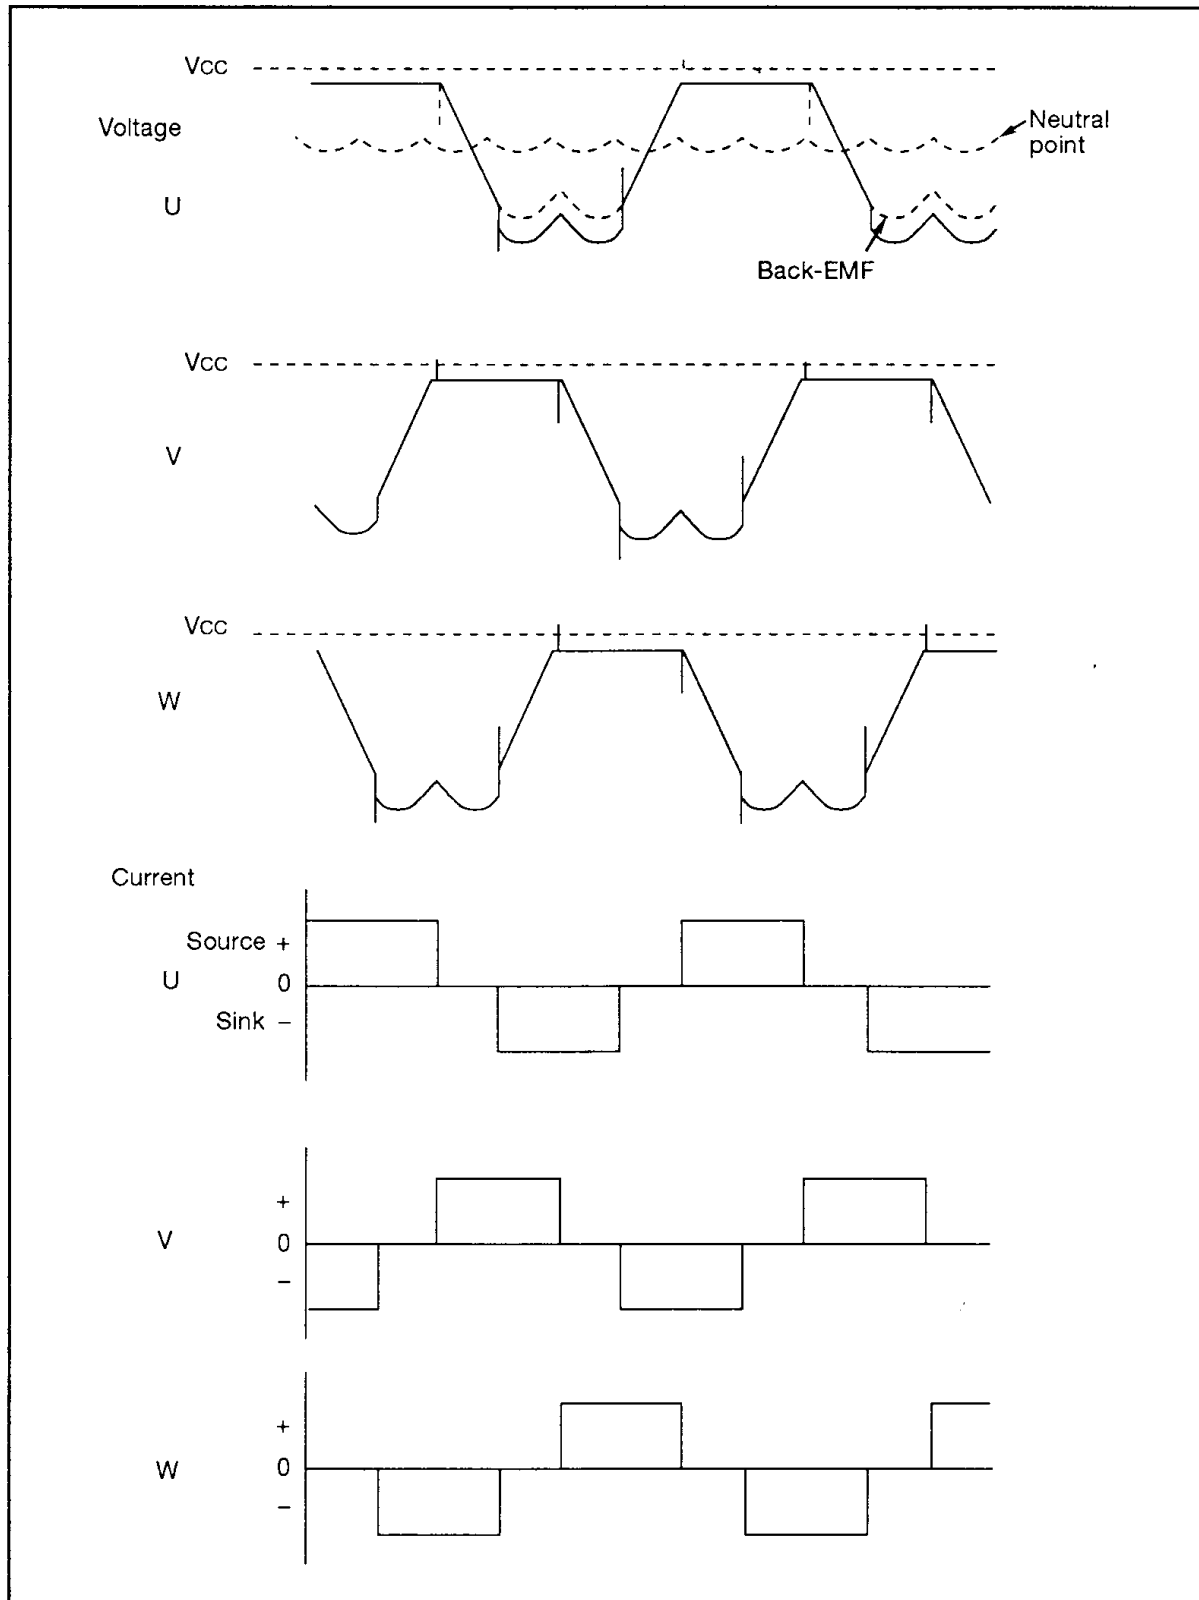 VCC
Voltage
Neutral
point
U
Back-EMF
VCC
V
VCC
W
Current
Source +
U 0
Sink −
+
V 0
−
+
W 0
−